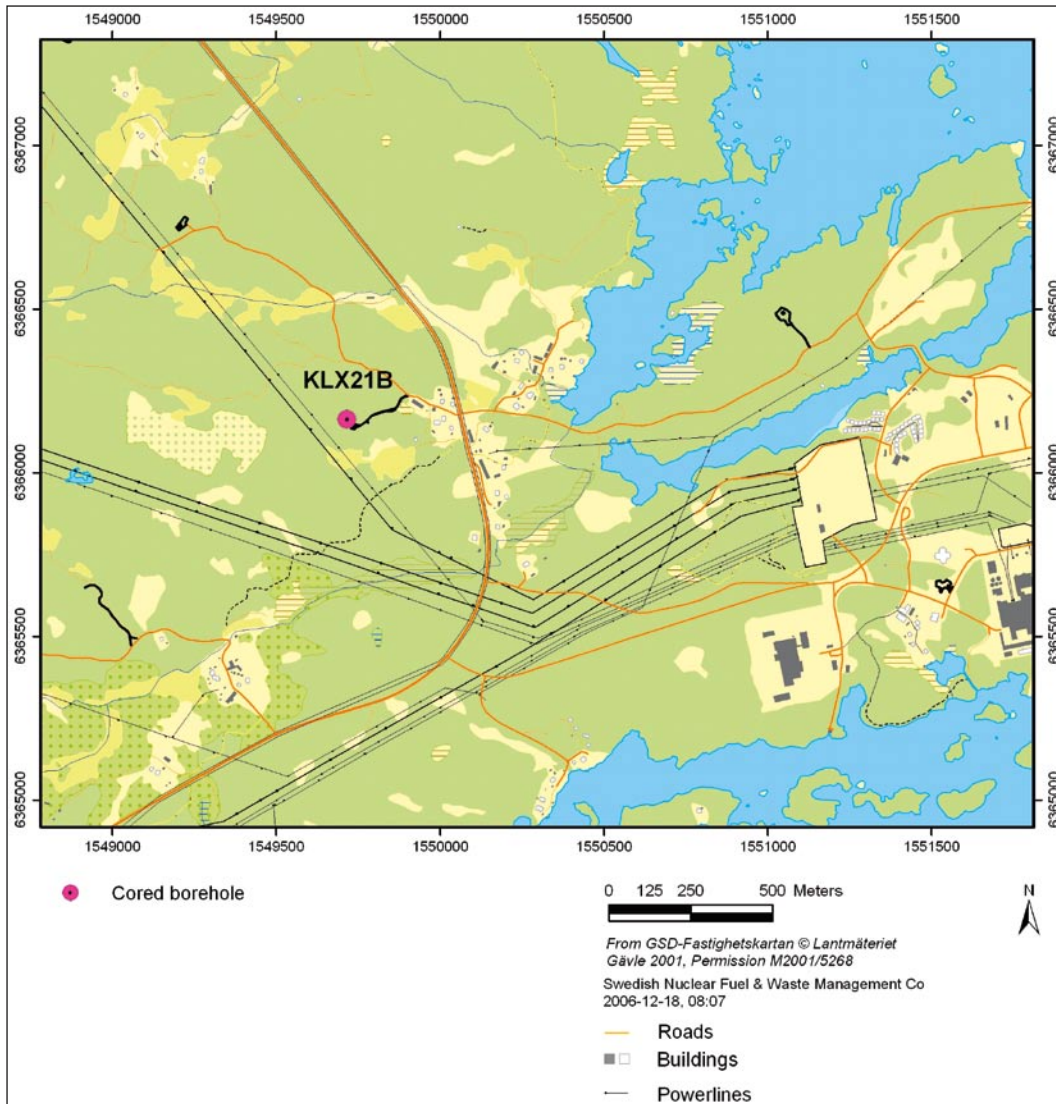 1549000 1549500 1550000 1550500 1551000 1551500
6367000 6367000
6366500 6366500
KLX21B
6366000 6366000
6365500 6365500
6365000 6365000
1549000 1549500 1550000 1550500 1551000 1551500
Cored borehole
0 125 250 500 Meters
N
From GSD-Fastighetskartan © Lantmäteriet
Gävle 2001, Permission M2001/5268
Swedish Nuclear Fuel & Waste Management Co
2006-12-18, 08:07
Roads
Buildings
Powerlines